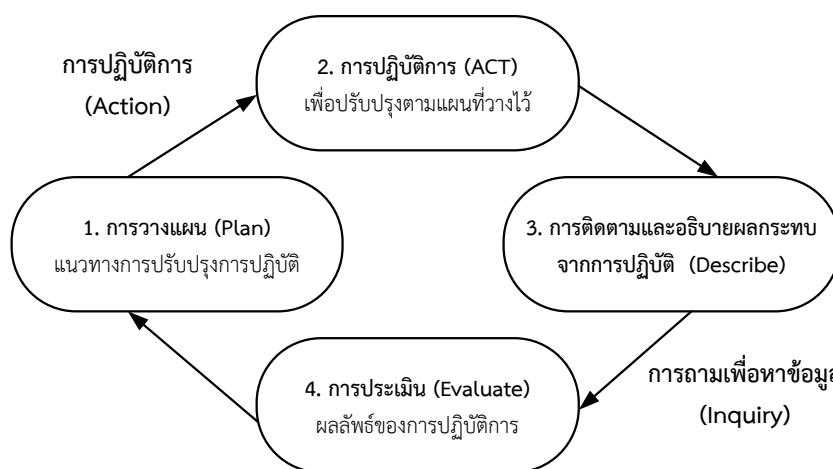 การปฏิบัติการ
(Action)
2. การปฏิบัติการ (ACT)
เพื่อปรับปรุงตามแผนที่วางไว้
1. การวางแผน (Plan)
แนวทางการปรับปรุงการปฏิบัติ
3. การติดตามและอธิบายผลกระทบ
จากการปฏิบัติ (Describe)
4. การประเมิน (Evaluate)
ผลลัพธ์ของการปฏิบัติการ
การถามเพื่อหาข้อมูล
(Inquiry)